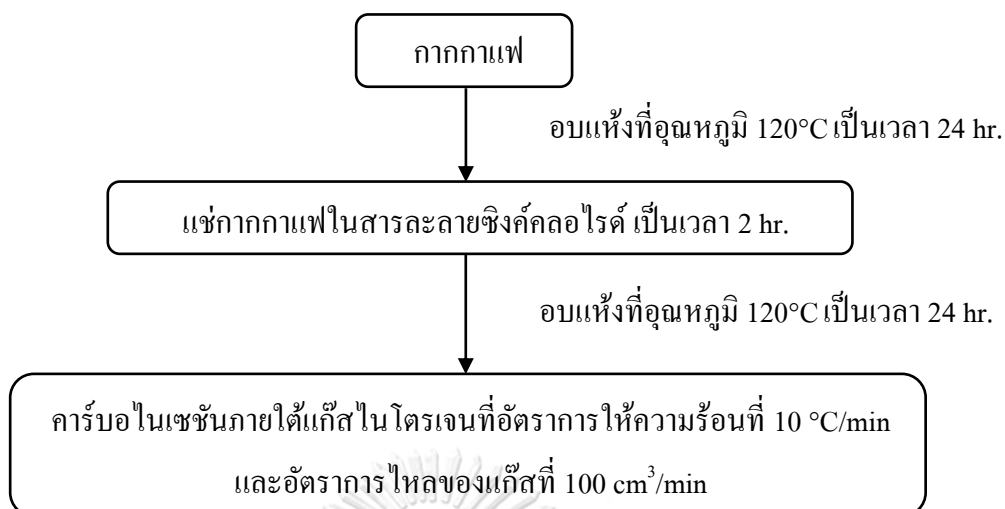 กากกาแฟ
อบแห้งที่อุณหภูมิ 120°C เป็นเวลา 24 hr.
แช่กากกาแฟในสารละลายซิงค์คลอไรด์ เป็นเวลา 2 hr.
อบแห้งที่อุณหภูมิ 120°C เป็นเวลา 24 hr.
คาร์บอไนเซชันภายใต้แก๊สไนโตรเจนที่อัตราการให้ความร้อนที่ 10 °C/min
และอัตราการไหลของแก๊สที่ 100 cm³/min